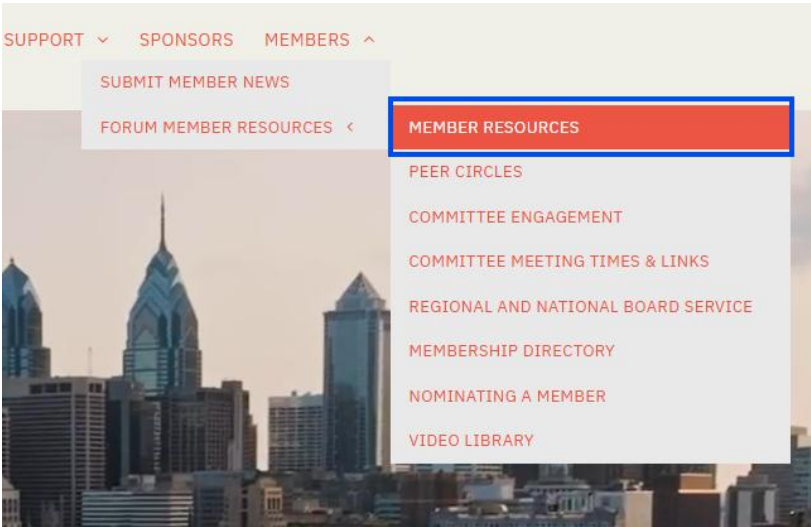 SUPPORT SPONSORS MEMBERS
SUBMIT MEMBER NEWS
FORUM MEMBER RESOURCES
MEMBER RESOURCES
PEER CIRCLES
COMMITTEE ENGAGEMENT
COMMITTEE MEETING TIMES & LINKS
REGIONAL AND NATIONAL BOARD SERVICE
MEMBERSHIP DIRECTORY
NOMINATING A MEMBER
VIDEO LIBRARY